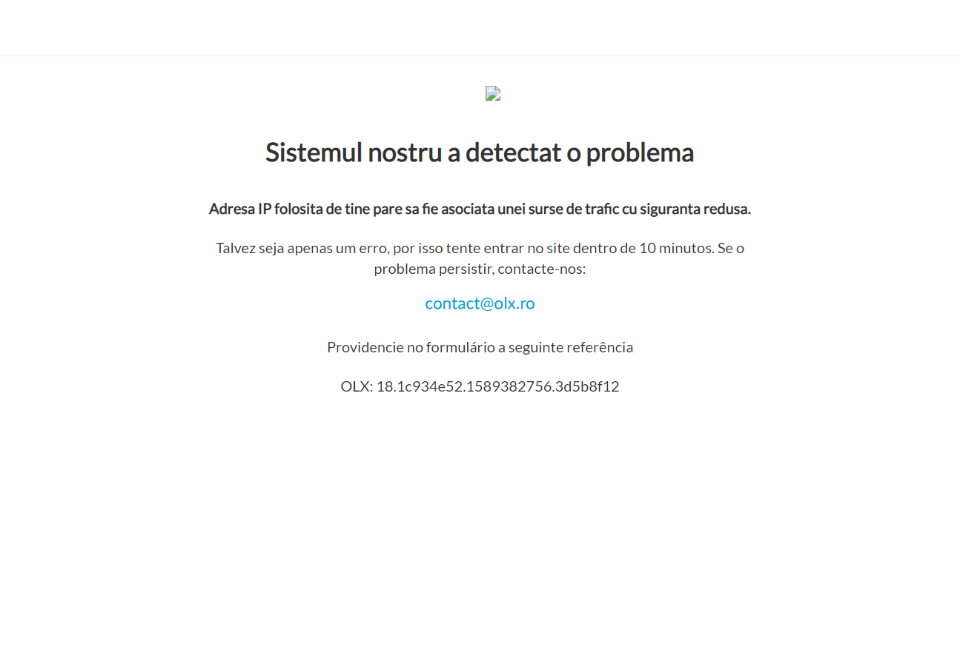 Sistemul nostru a detectat o problema
Adresa IP folosita de tine pare sa fie asociata unei surse de trafic cu siguranta redusa.
Talvez seja apenas um erro, por isso tente entrar no site dentro de 10 minutos. Se o
problema persistir, contacte-nos:
contact@olx.ro
Providencie no formulário a seguinte referência
OLX: 18.1c934e52.1589382756.3d5b8f12